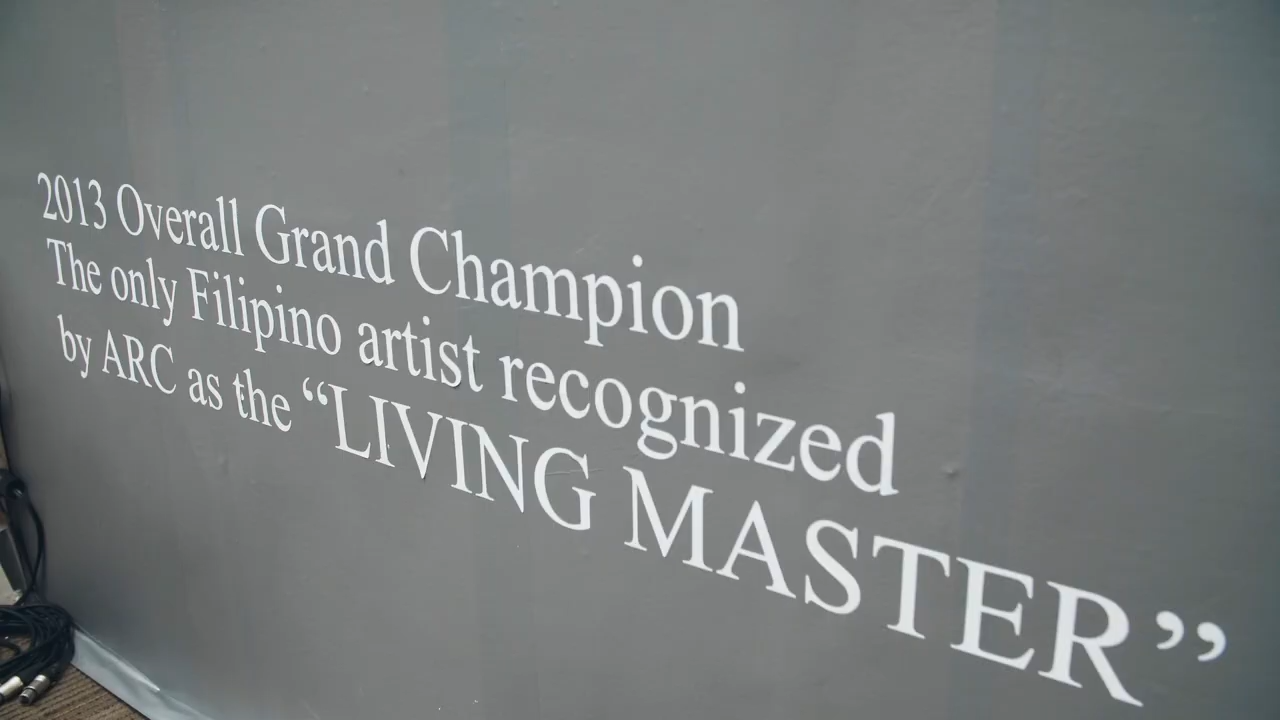 2013 Overall Grand Champion
The only Filipino artist recognized
by ARC as the “LIVING MASTER”